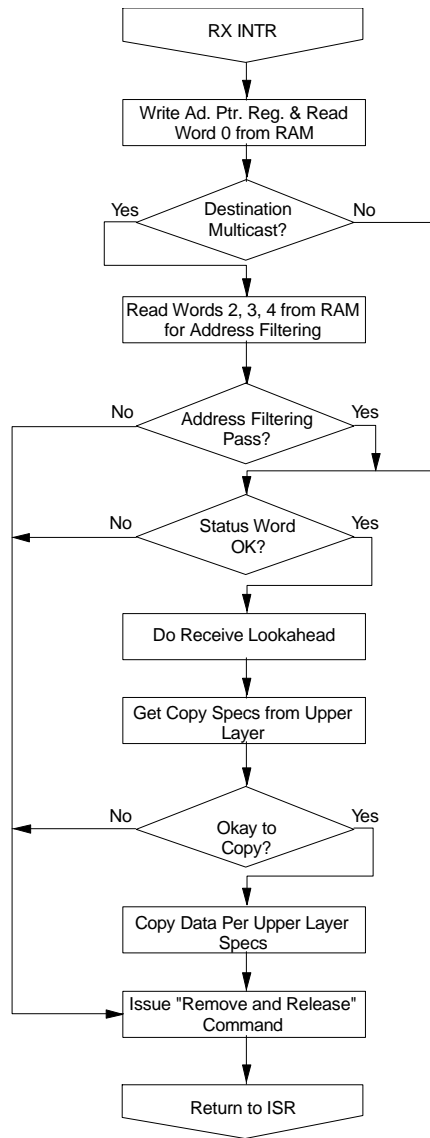 RX INTR
Write Ad. Ptr. Reg. & Read
Word 0 from RAM
Yes
Destination
Multicast?
No
Read Words 2, 3, 4 from RAM
for Address Filtering
No
Address Filtering
Pass?
Yes
No
Status Word
OK?
Yes
Do Receive Lookahead
Get Copy Specs from Upper
Layer
No
Okay to
Copy?
Yes
Copy Data Per Upper Layer
Specs
Issue "Remove and Release"
Command
Return to ISR